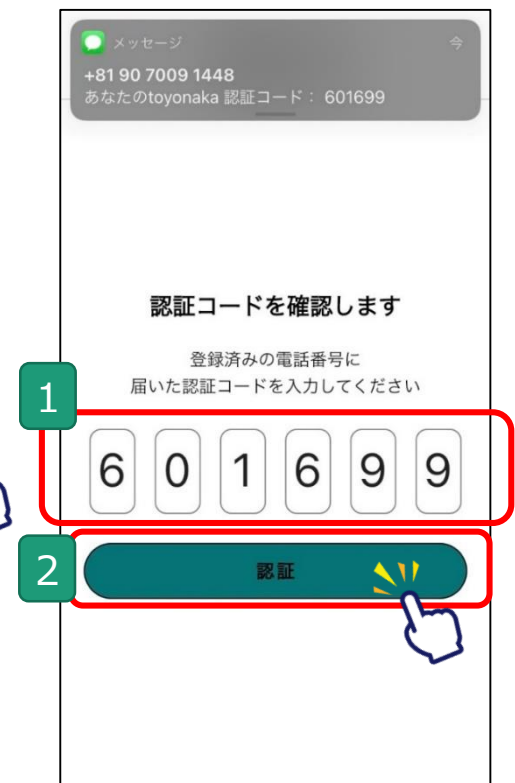 メッセージ
今
+81 90 7009 1448
あなたのtoyonaka 認証コード： 601699
認証コードを確認します
登録済みの電話番号に
届いた認証コードを入力してください
1
6 0 1 6 9 9
2
認証